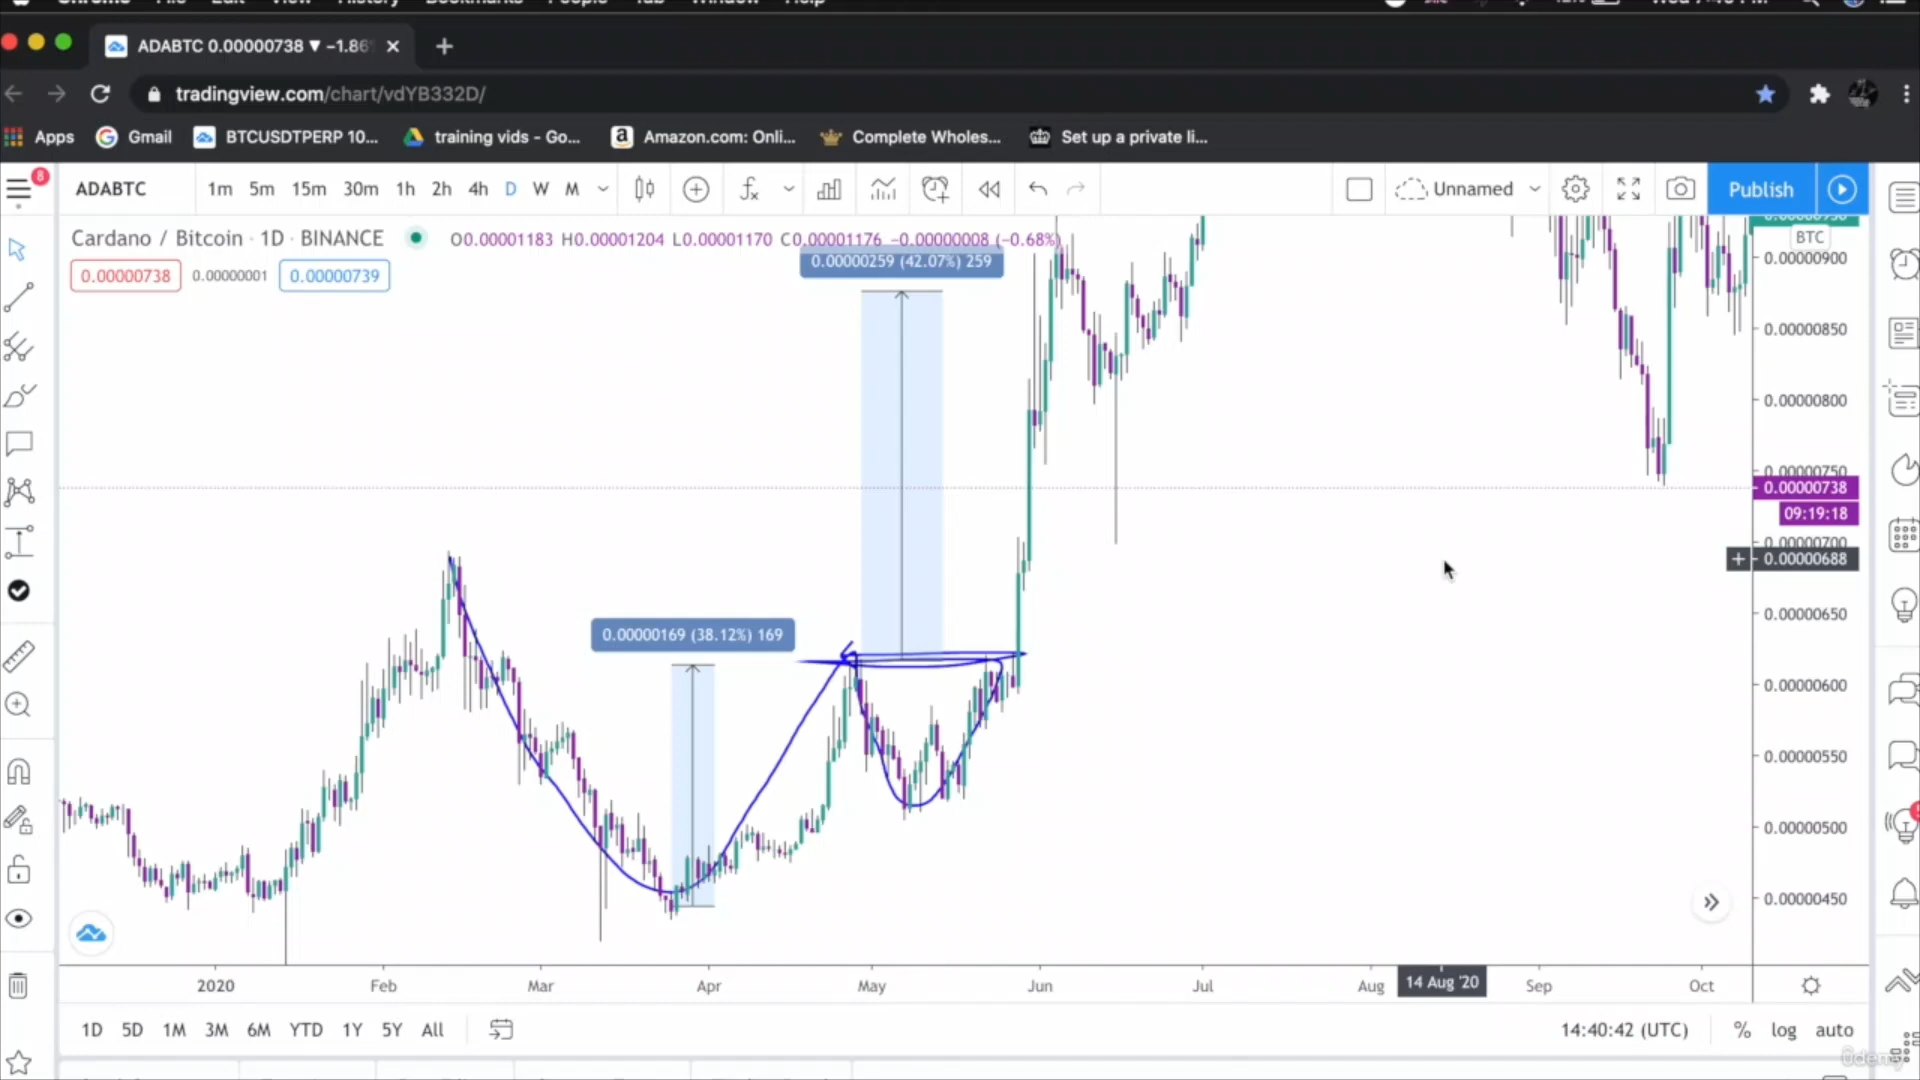 ADABTC 0.00000738 ▼ −1.86
tradingview.com/chart/vdYB332D/
Apps
Gmail
BTCUSDTPERP 10...
training vids - Go...
Amazon.com: Onli...
Complete Wholes...
Set up a private li...
8
ADABTC
1m 5m 15m 30m 1h 2h 4h D W M
Unnamed
Publish
Cardano / Bitcoin · 1D · BINANCE
O0.00001183 H0.00001204 L0.00001170 C0.00001176 −0.00000008 (−0.68%)
0.00000738
0.00000001
0.00000739
0.00000259 (42.07%) 259
0.00000169 (38.12%) 169
BTC
0.00000900
0.00000850
0.00000800
0.00000750
0.00000738
09:19:18
0.00000700
0.00000688
0.00000650
0.00000600
0.00000550
0.00000500
0.00000450
2020 Feb Mar Apr May Jun Jul Aug 14 Aug '20 Sep Oct
1D 5D 1M 3M 6M YTD 1Y 5Y All
14:40:42 (UTC)
% log auto
ûdemy